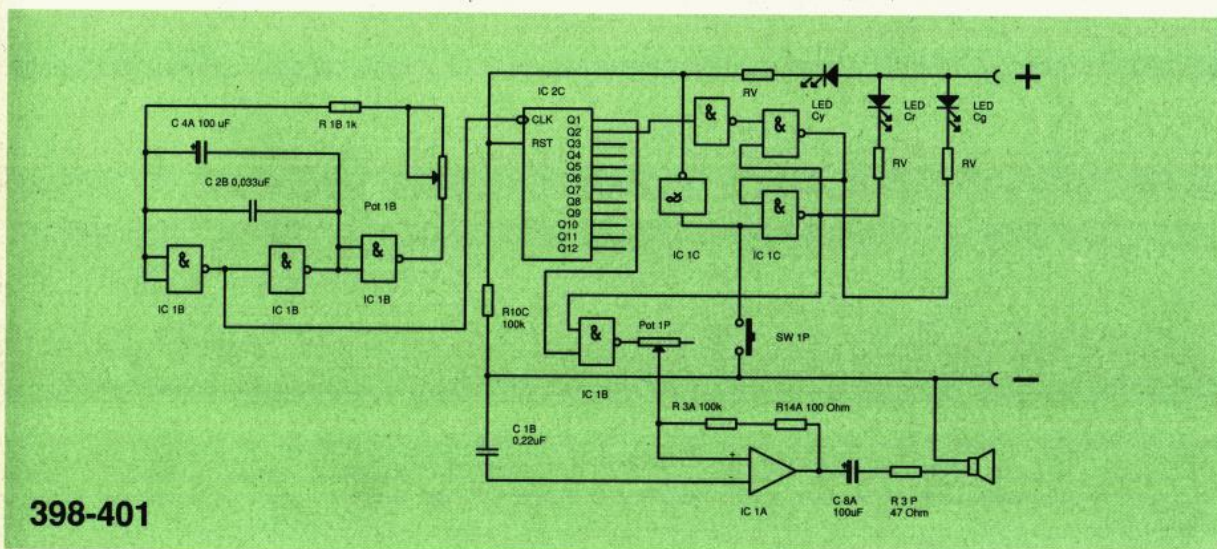 C 4A 100 uF
R 1B 1k
C 2B 0,033uF
Pot 1B
&
IC 1B
&
IC 1B
&
IC 1B
IC 2C
CLK
RST
Q1
Q2
Q3
Q4
Q5
Q6
Q7
Q8
Q9
Q10
Q11
Q12
RV
LED
Cy
LED
Cr
LED
Cg
+
&
&
RV
RV
&
IC 1C
&
IC 1C
R10C
100k
&
IC 1B
Pot 1P
SW 1P
−
R 3A 100k
R14A 100 Ohm
C 1B
0,22uF
+
-
IC 1A
+
C 8A
100uF
R 3 P
47 Ohm
398-401